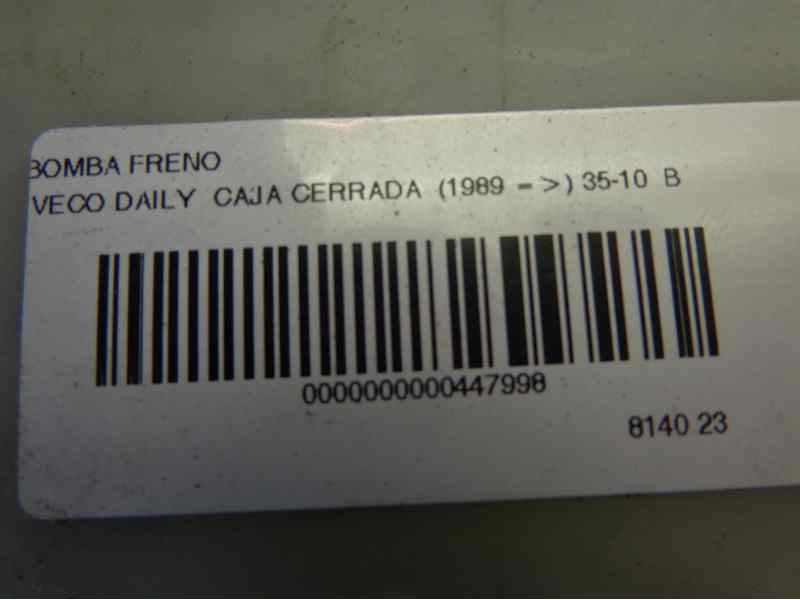 BOMBA FRENO
VECO DAILY CAJA CERRADA (1989 =>) 35-10 B
0000000000447998
8140 23